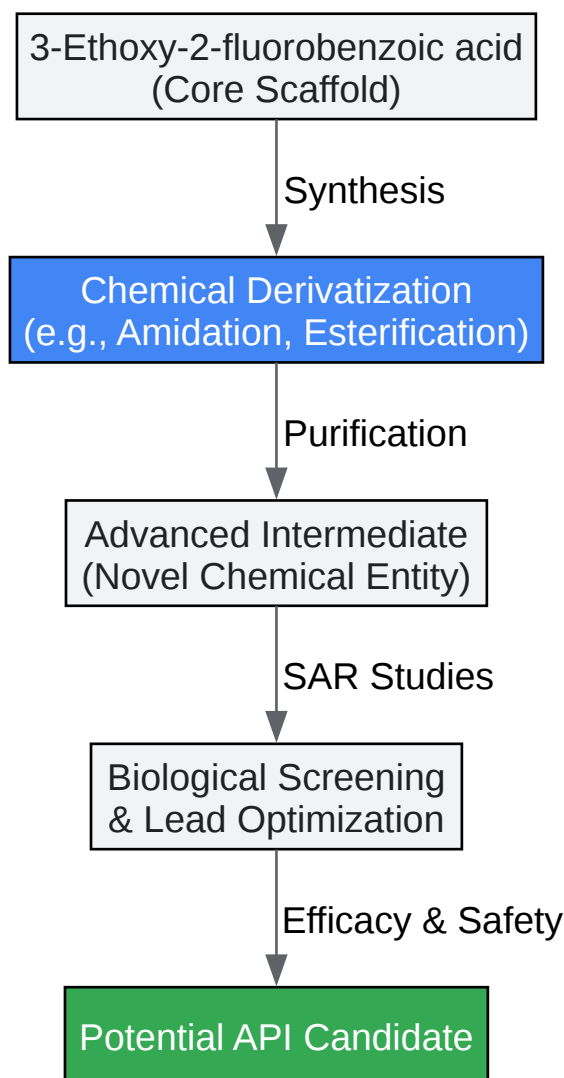 3-Ethoxy-2-fluorobenzoic acid
(Core Scaffold)
Synthesis
Chemical Derivatization
(e.g., Amidation, Esterification)
Purification
Advanced Intermediate
(Novel Chemical Entity)
SAR Studies
Biological Screening
& Lead Optimization
Efficacy & Safety
Potential API Candidate